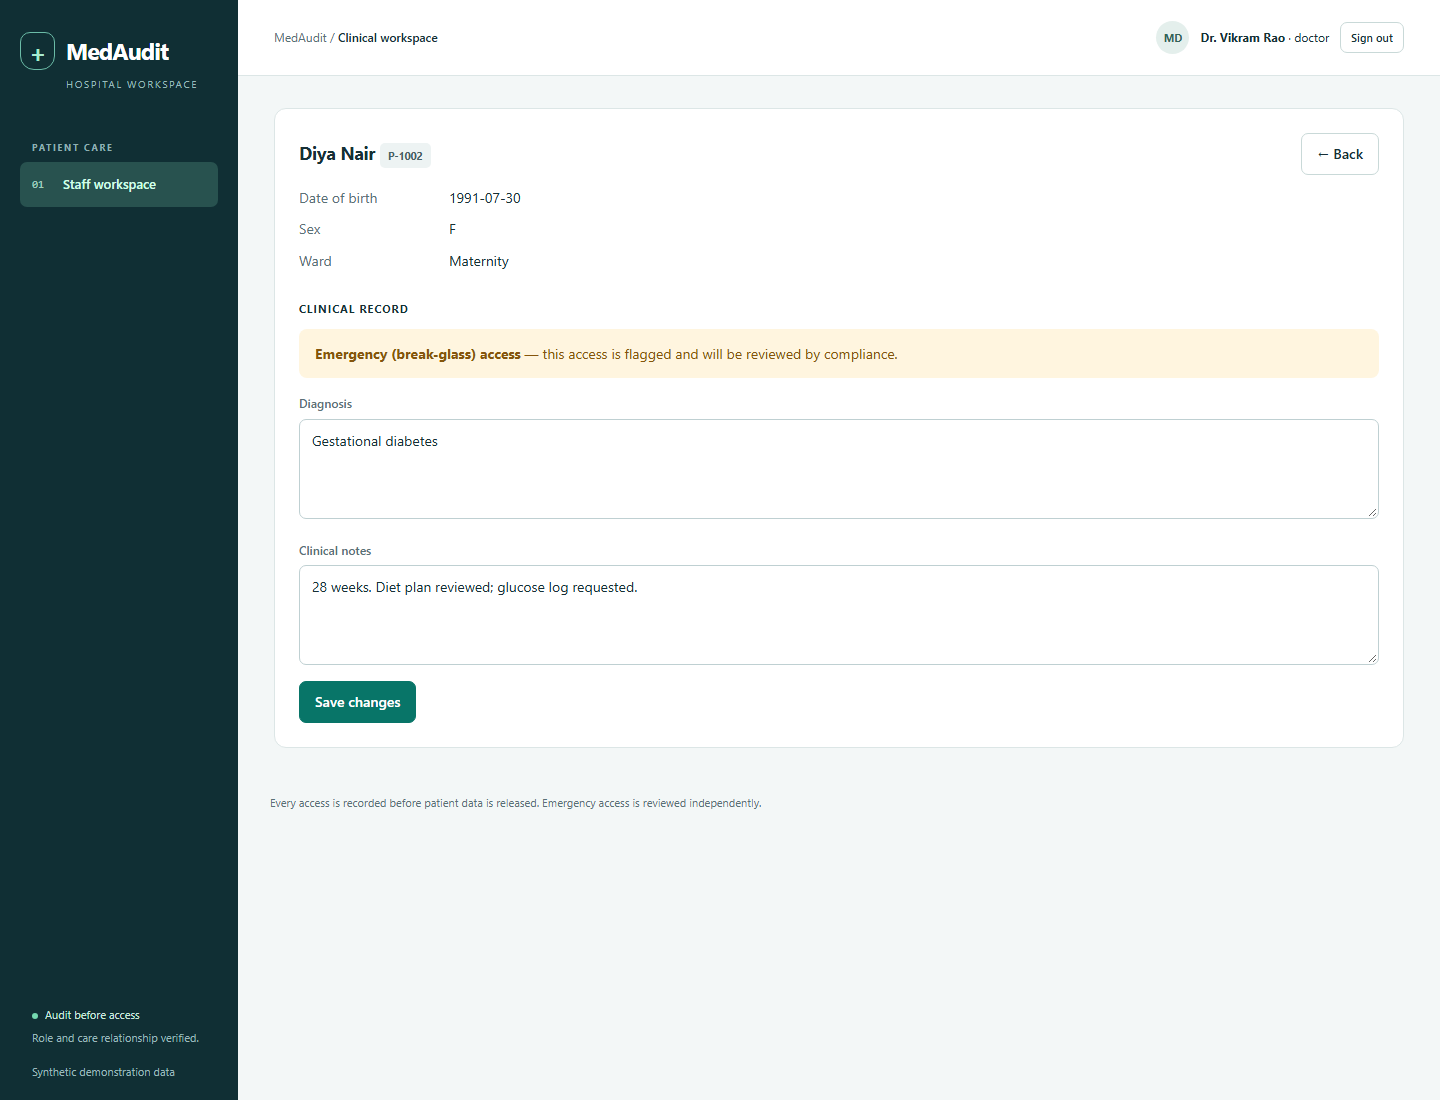 + MedAudit
HOSPITAL WORKSPACE
PATIENT CARE
01 Staff workspace
Audit before access
Role and care relationship verified.
Synthetic demonstration data
MedAudit / Clinical workspace
MD Dr. Vikram Rao · doctor Sign out
Diya Nair P-1002
← Back
Date of birth 1991-07-30
Sex F
Ward Maternity
CLINICAL RECORD
Emergency (break-glass) access — this access is flagged and will be reviewed by compliance.
Diagnosis
Gestational diabetes
Clinical notes
28 weeks. Diet plan reviewed; glucose log requested.
Save changes
Every access is recorded before patient data is released. Emergency access is reviewed independently.